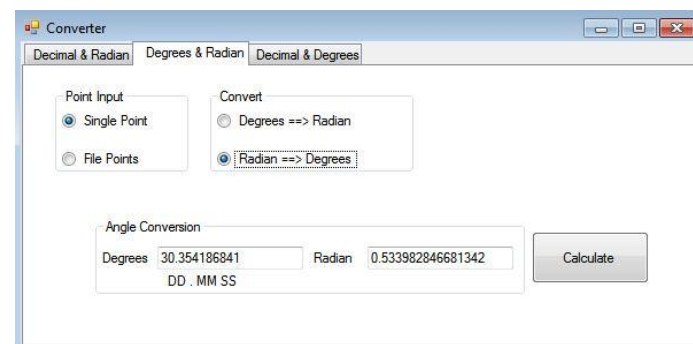 Converter
Decimal & Radian Degrees & Radian Decimal & Degrees
Point Input Convert
Single Point Degrees ==> Radian
File Points Radian ==> Degrees
Angle Conversion
Degrees 30.354186841 Radian 0.533982846681342 Calculate
DD . MM SS